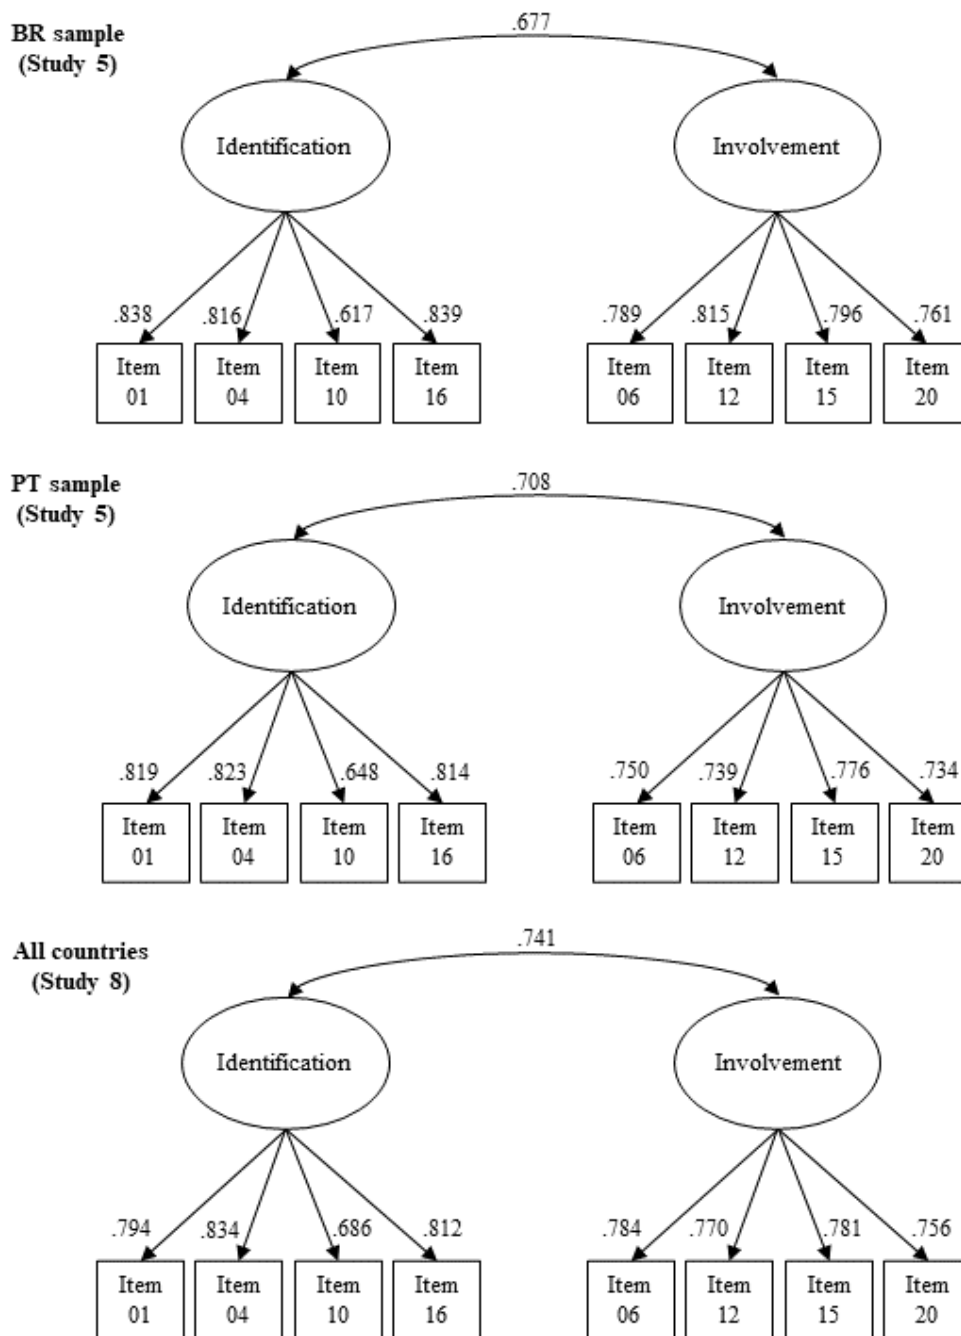 BR sample
(Study 5)
.677
Identification
Involvement
.838 .816 .617 .839 .789 .815 .796 .761
Item Item Item Item Item Item Item Item
01 04 10 16 06 12 15 20
PT sample
(Study 5)
.708
Identification
Involvement
.819 .823 .648 .814 .750 .739 .776 .734
Item Item Item Item Item Item Item Item
01 04 10 16 06 12 15 20
All countries
(Study 8)
.741
Identification
Involvement
.794 .834 .686 .812 .784 .770 .781 .756
Item Item Item Item Item Item Item Item
01 04 10 16 06 12 15 20